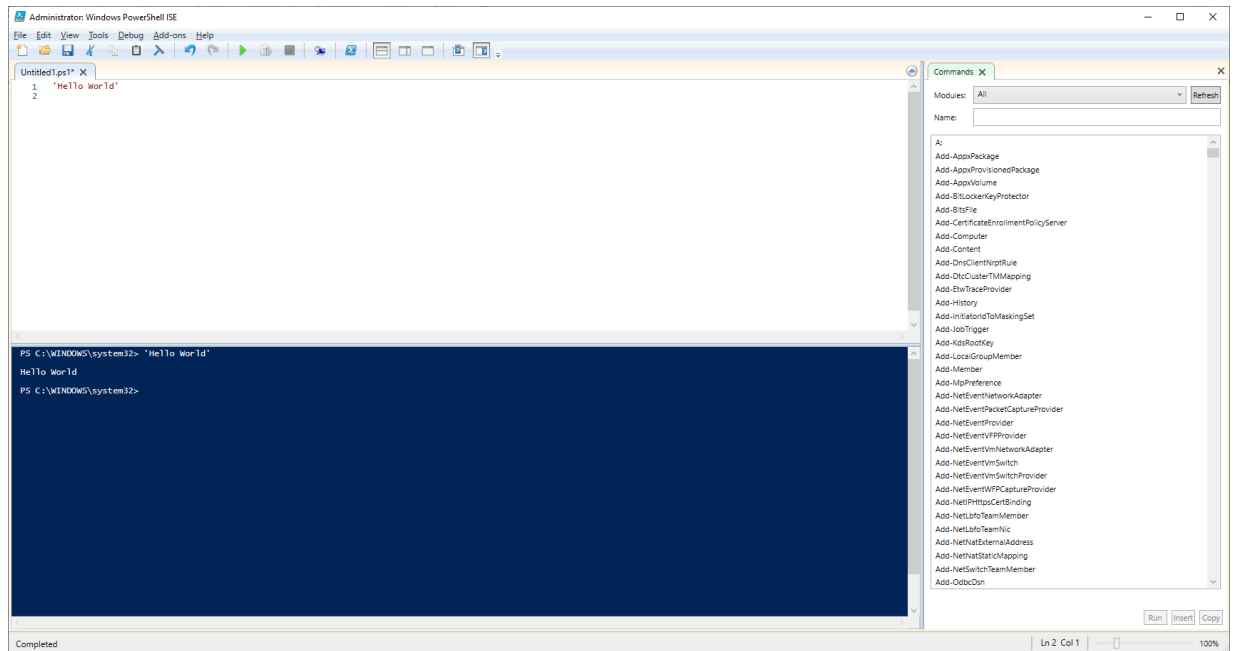 Administrator: Windows PowerShell ISE
File Edit View Tools Debug Add-ons Help
Untitled1.ps1* X
1 'Hello World'
2
PS C:\WINDOWS\system32> 'Hello World'
Hello World
PS C:\WINDOWS\system32>
Commands X
Modules: All Refresh
Name:
A:
Add-AppxPackage
Add-AppxProvisionedPackage
Add-AppxVolume
Add-BitLockerKeyProtector
Add-BitsFile
Add-CertificateEnrollmentPolicyServer
Add-Computer
Add-Content
Add-DnsClientNrptRule
Add-DtcClusterTMMapping
Add-EtwTraceProvider
Add-History
Add-InitiatorIdToMaskingSet
Add-JobTrigger
Add-KdsRootKey
Add-LocalGroupMember
Add-Member
Add-MpPreference
Add-NetEventNetworkAdapter
Add-NetEventPacketCaptureProvider
Add-NetEventProvider
Add-NetEventVFPProvider
Add-NetEventVmNetworkAdapter
Add-NetEventVmSwitch
Add-NetEventVmSwitchProvider
Add-NetEventWFPCaptureProvider
Add-NetIPHttpsCertBinding
Add-NetLbfoTeamMember
Add-NetLbfoTeamNic
Add-NetNatExternalAddress
Add-NetNatStaticMapping
Add-NetSwitchTeamMember
Add-OdbcDsn
Run Insert Copy
Completed Ln 2 Col 1 100%